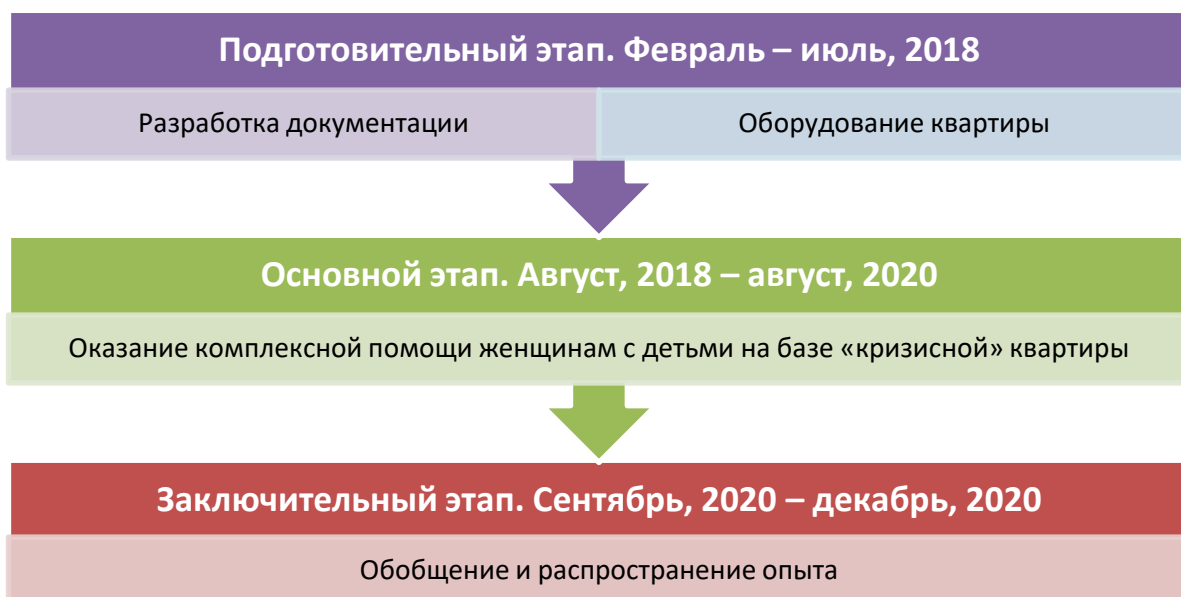 Подготовительный этап. Февраль – июль, 2018
Разработка документации
Оборудование квартиры
Основной этап. Август, 2018 – август, 2020
Оказание комплексной помощи женщинам с детьми на базе «кризисной» квартиры
Заключительный этап. Сентябрь, 2020 – декабрь, 2020
Обобщение и распространение опыта